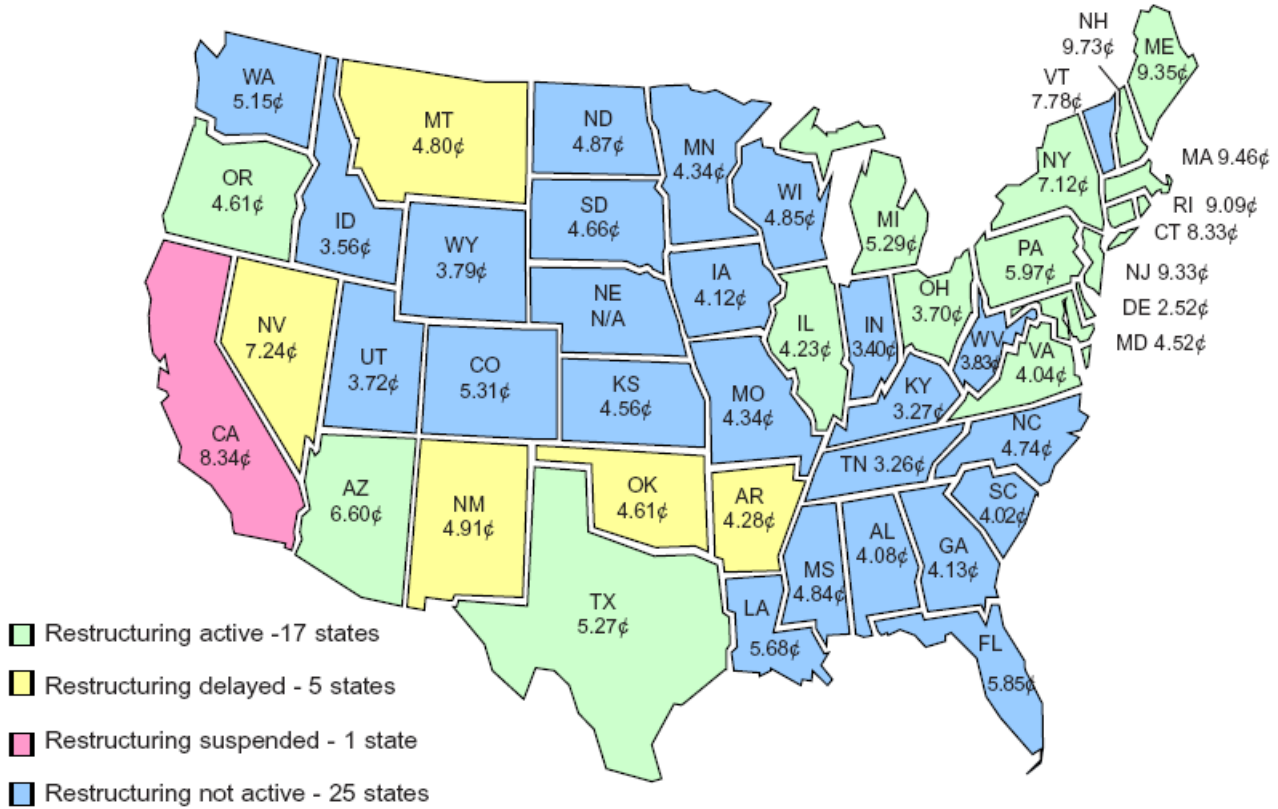 NH
9.73¢
ME
9.35¢
VT
7.78¢
WA
5.15¢
MT
4.80¢
ND
4.87¢
MN
4.34¢
OR
4.61¢
ID
3.56¢
WY
3.79¢
SD
4.66¢
WI
4.85¢
MI
5.29¢
NY
7.12¢
MA 9.46¢
RI 9.09¢
CT 8.33¢
NJ 9.33¢
DE 2.52¢
MD 4.52¢
PA
5.97¢
IA
4.12¢
NE
N/A
NV
7.24¢
UT
3.72¢
CO
5.31¢
KS
4.56¢
MO
4.34¢
IL
4.23¢
IN
3.40¢
OH
3.70¢
WV
3.83¢
VA
4.04¢
KY
3.27¢
CA
8.34¢
AZ
6.60¢
NM
4.91¢
OK
4.61¢
AR
4.28¢
TN 3.26¢
NC
4.74¢
SC
4.02¢
MS
4.84¢
AL
4.08¢
GA
4.13¢
TX
5.27¢
LA
5.68¢
FL
5.85¢
Restructuring active -17 states
Restructuring delayed - 5 states
Restructuring suspended - 1 state
Restructuring not active - 25 states